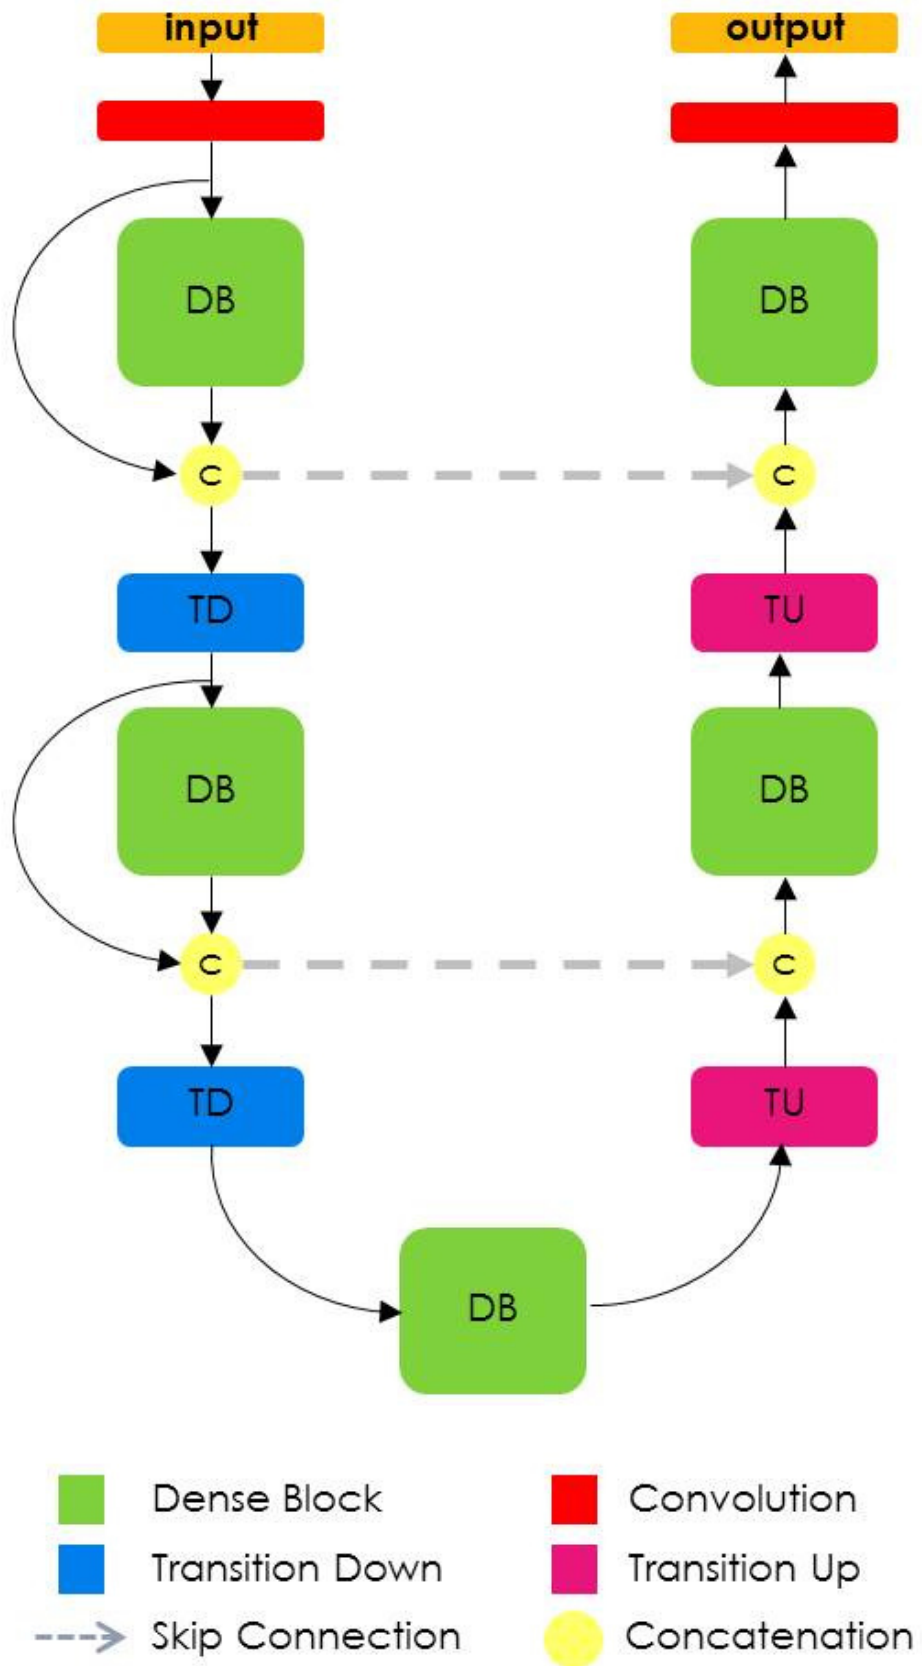 input
output
DB
DB
C
C
TD
TU
DB
DB
C
C
TD
TU
DB
Dense Block
Convolution
Transition Down
Transition Up
Skip Connection
Concatenation